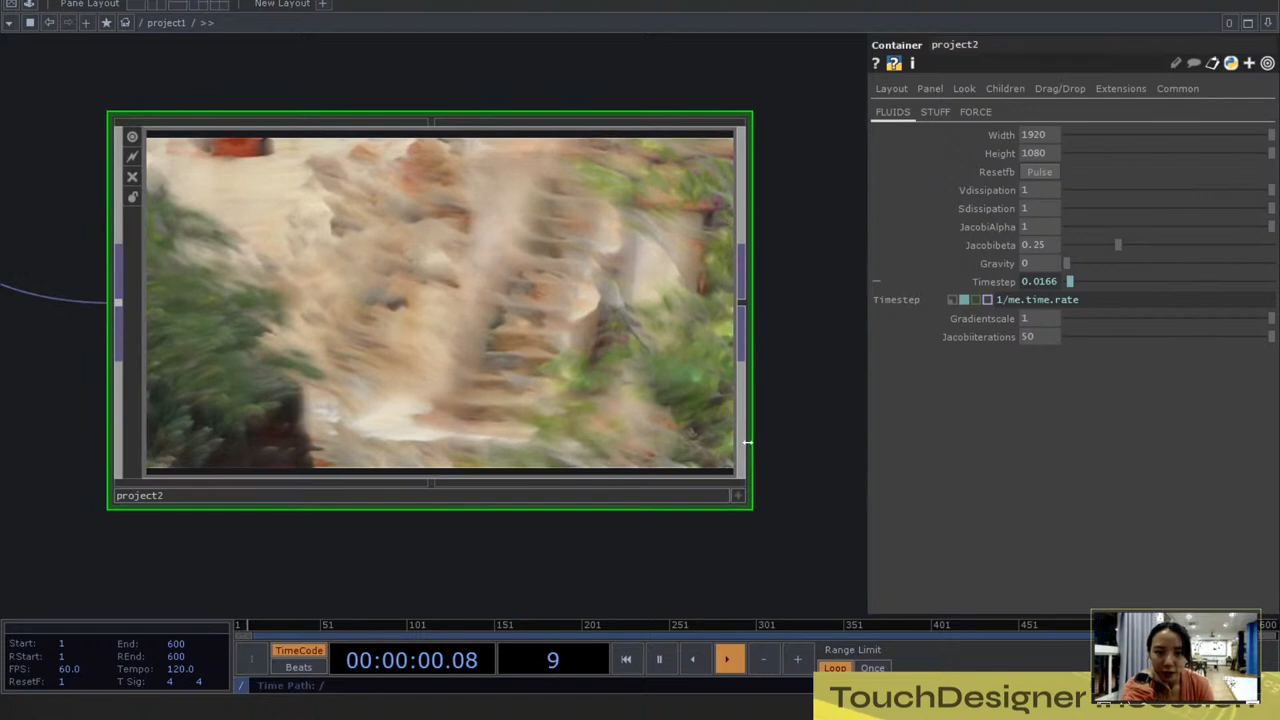 Pane Layout
New Layout
/ project1 / >>
0
Container project2
? ? i
Layout Panel Look Children Drag/Drop Extensions Common
FLUIDS STUFF FORCE
Width 1920
Height 1080
Resetfb Pulse
Vdissipation 1
Sdissipation 1
JacobiAlpha 1
Jacobibeta 0.25
Gravity 0
Timestep 0.0166
Timestep 1/me.time.rate
Gradientscale 1
Jacobiiterations 50
project2
1 51 101 151 201 251 301 351 401 451 600
Start: 1 End: 600
RStart: 1 REnd: 600
FPS: 60.0 Tempo: 120.0
ResetF: 1 T Sig: 4 4
TimeCode
Beats
00:00:00.08
9
Range Limit
Loop Once
/ Time Path: /
TouchDesigner